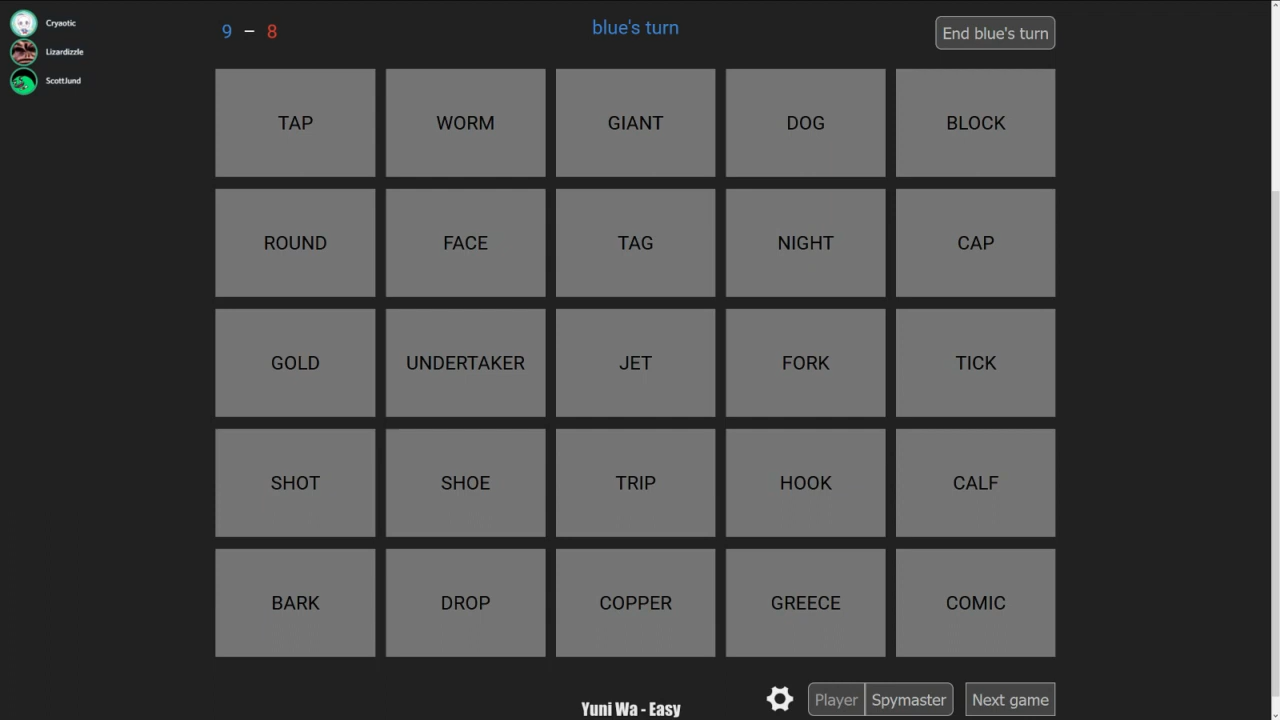 Cryaotic
Lizardizzle
ScottJund
9 – 8
blue's turn
End blue's turn
TAP WORM GIANT DOG BLOCK
ROUND FACE TAG NIGHT CAP
GOLD UNDERTAKER JET FORK TICK
SHOT SHOE TRIP HOOK CALF
BARK DROP COPPER GREECE COMIC
Yuni Wa - Easy
Player Spymaster Next game